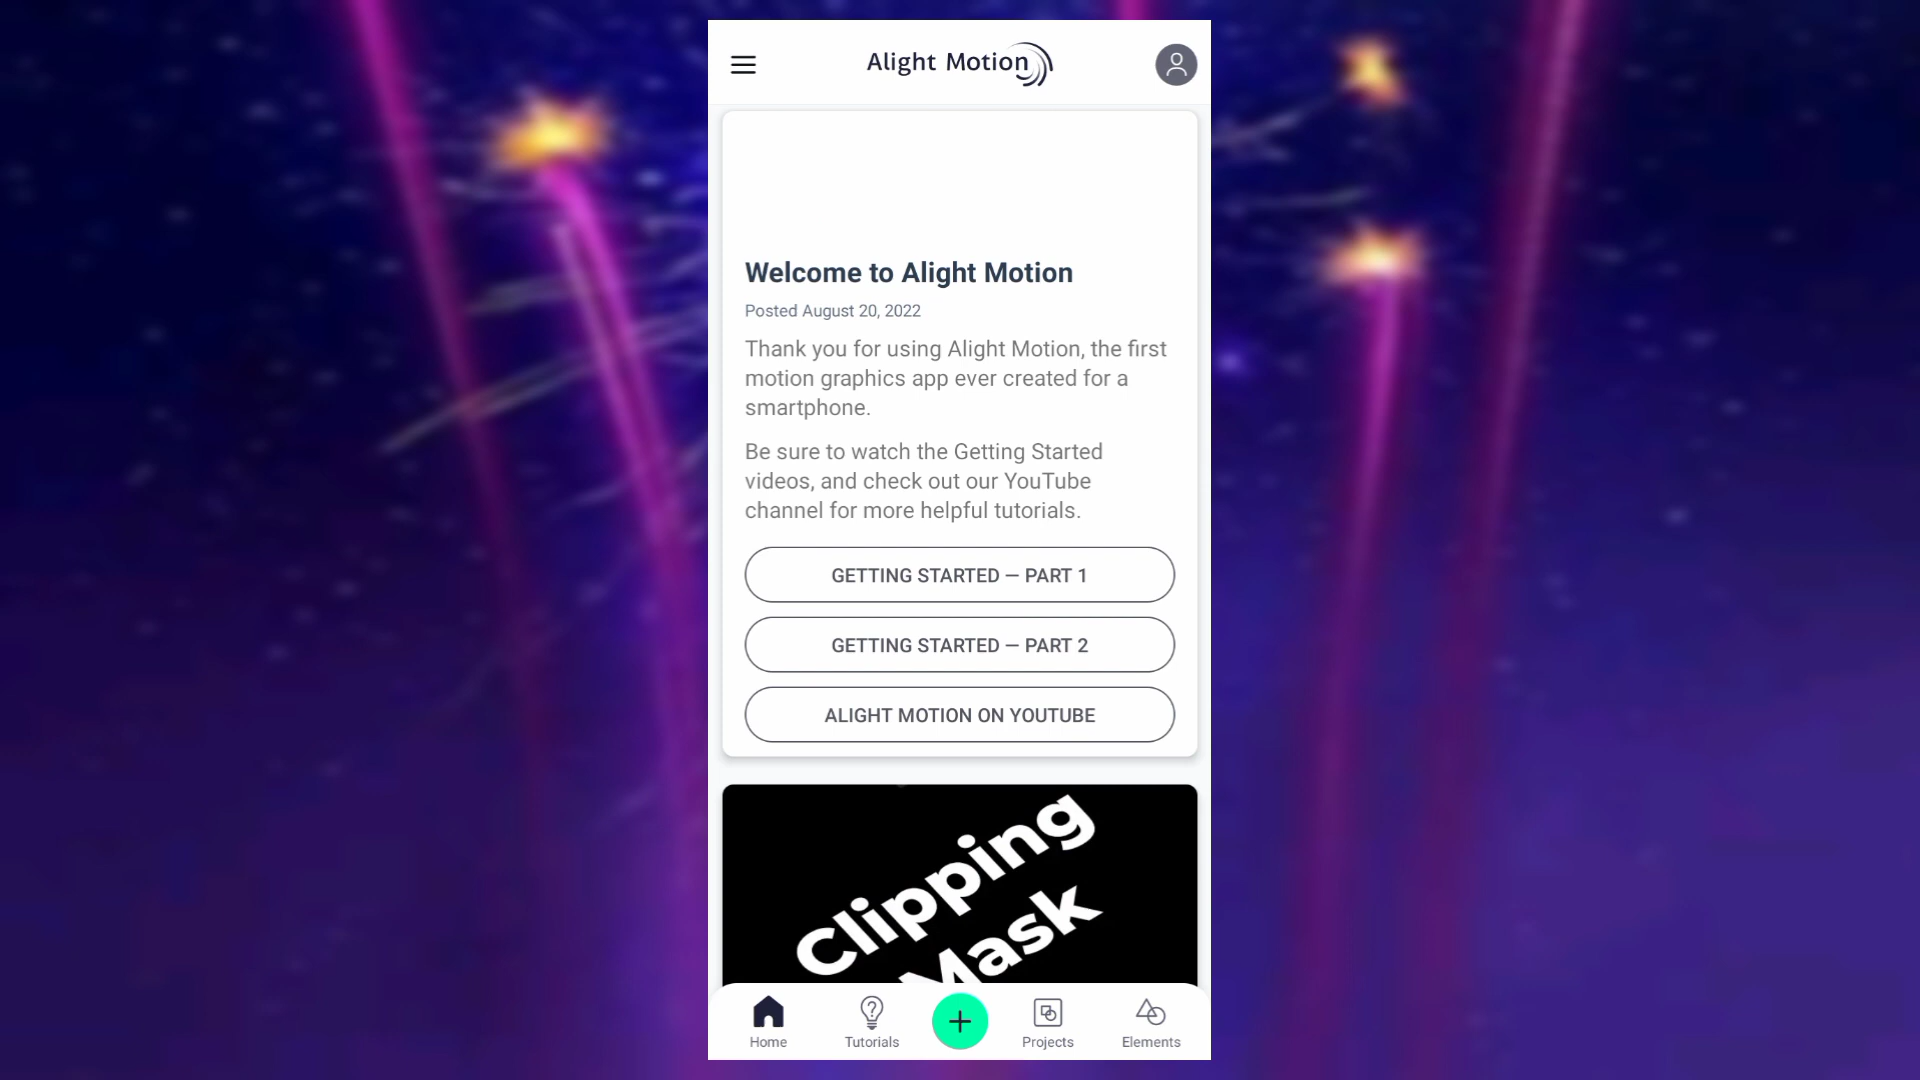 Alight Motion
Welcome to Alight Motion
Posted August 20, 2022
Thank you for using Alight Motion, the first
motion graphics app ever created for a
smartphone.
Be sure to watch the Getting Started
videos, and check out our YouTube
channel for more helpful tutorials.
GETTING STARTED — PART 1
GETTING STARTED — PART 2
ALIGHT MOTION ON YOUTUBE
Clipping
Mask
Home
Tutorials
Projects
Elements